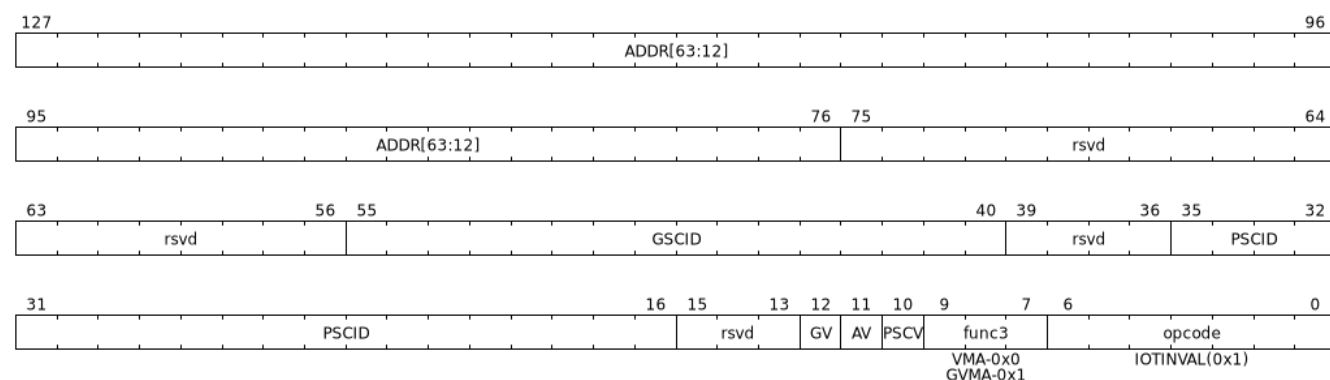 127 96
ADDR[63:12]
95 76 75 64
ADDR[63:12] rsvd
63 56 55 40 39 36 35 32
rsvd GSCID rsvd PSCID
31 16 15 13 12 11 10 9 7 6 0
PSCID rsvd GV AV PSCV func3 opcode
VMA-0x0 IOTINVAL(0x1)
GVMA-0x1